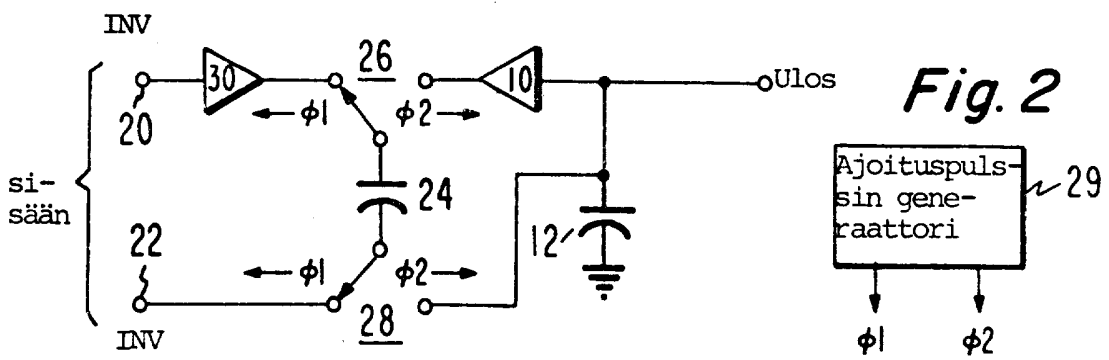 INV
30
26
10
Ulos
Fig. 2
20
←φ1
φ2→
si-
sään
24
Ajoituspuls-
sin gene-
raattori
29
22
12
←φ1
φ2→
INV
28
φ1
φ2